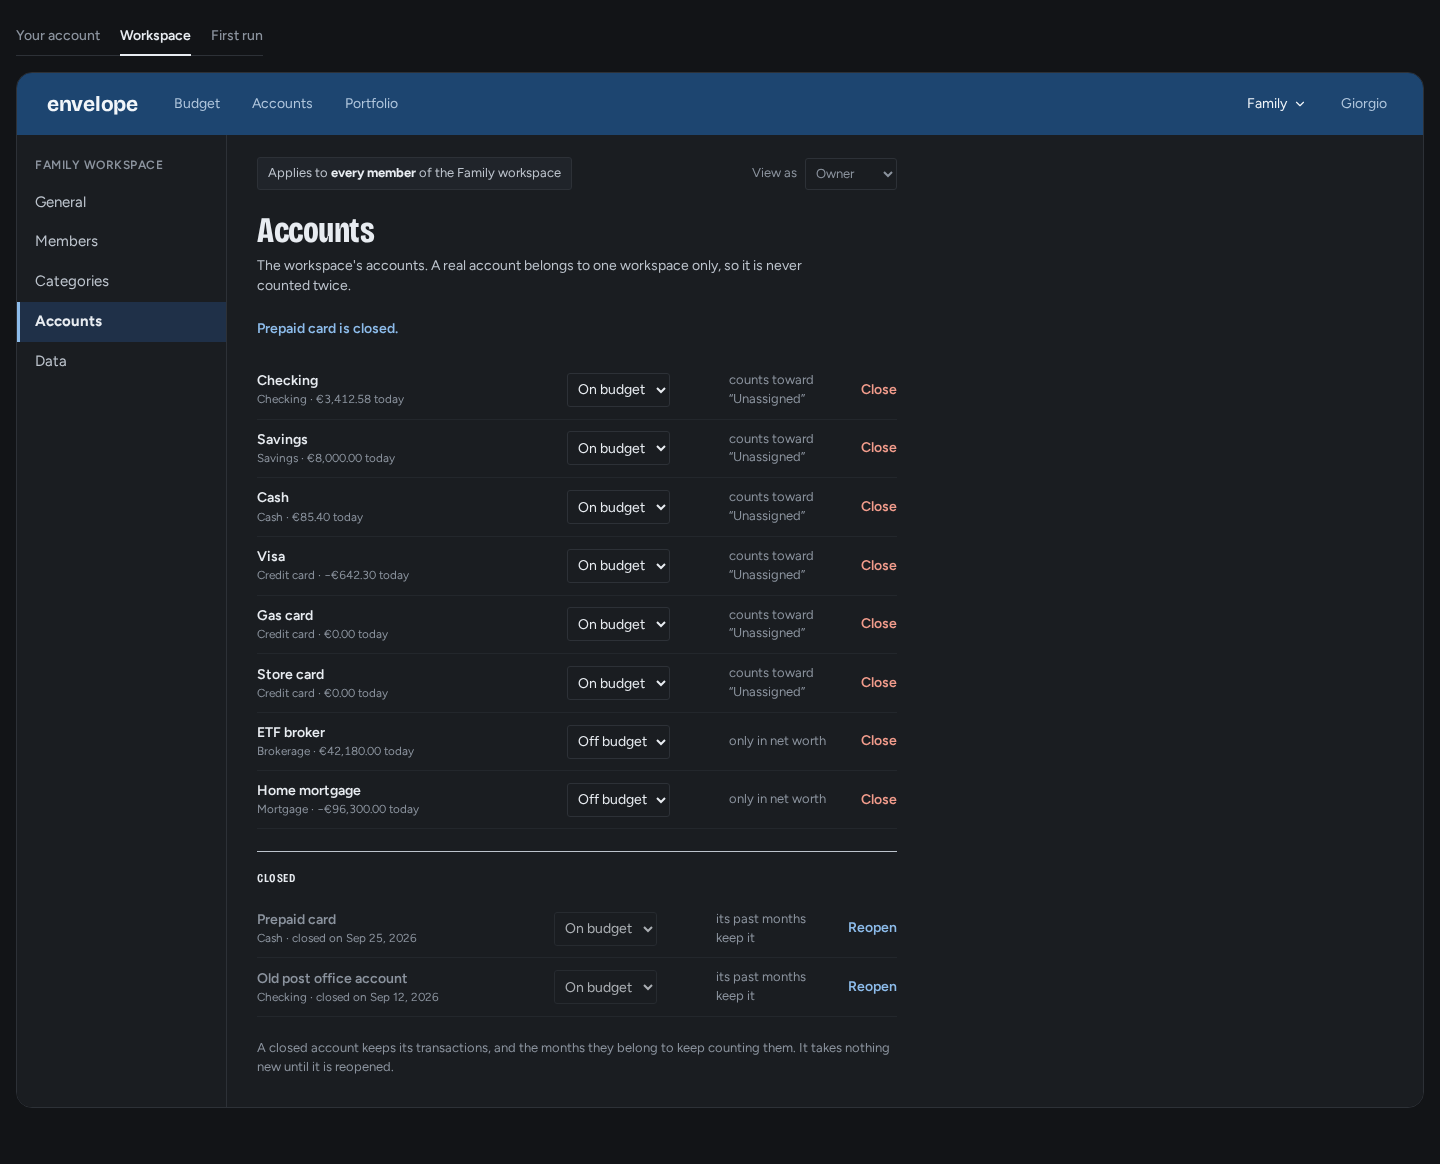 Your account Workspace First run
envelope Budget Accounts Portfolio Family Giorgio
FAMILY WORKSPACE
General
Members
Categories
Accounts
Data
Applies to every member of the Family workspace
View as Owner
Accounts
The workspace's accounts. A real account belongs to one workspace only, so it is never
counted twice.
Prepaid card is closed.
Checking
Checking · €3,412.58 today
On budget
counts toward
“Unassigned”
Close
Savings
Savings · €8,000.00 today
On budget
counts toward
“Unassigned”
Close
Cash
Cash · €85.40 today
On budget
counts toward
“Unassigned”
Close
Visa
Credit card · −€642.30 today
On budget
counts toward
“Unassigned”
Close
Gas card
Credit card · €0.00 today
On budget
counts toward
“Unassigned”
Close
Store card
Credit card · €0.00 today
On budget
counts toward
“Unassigned”
Close
ETF broker
Brokerage · €42,180.00 today
Off budget
only in net worth
Close
Home mortgage
Mortgage · −€96,300.00 today
Off budget
only in net worth
Close
CLOSED
Prepaid card
Cash · closed on Sep 25, 2026
On budget
its past months
keep it
Reopen
Old post office account
Checking · closed on Sep 12, 2026
On budget
its past months
keep it
Reopen
A closed account keeps its transactions, and the months they belong to keep counting them. It takes nothing
new until it is reopened.